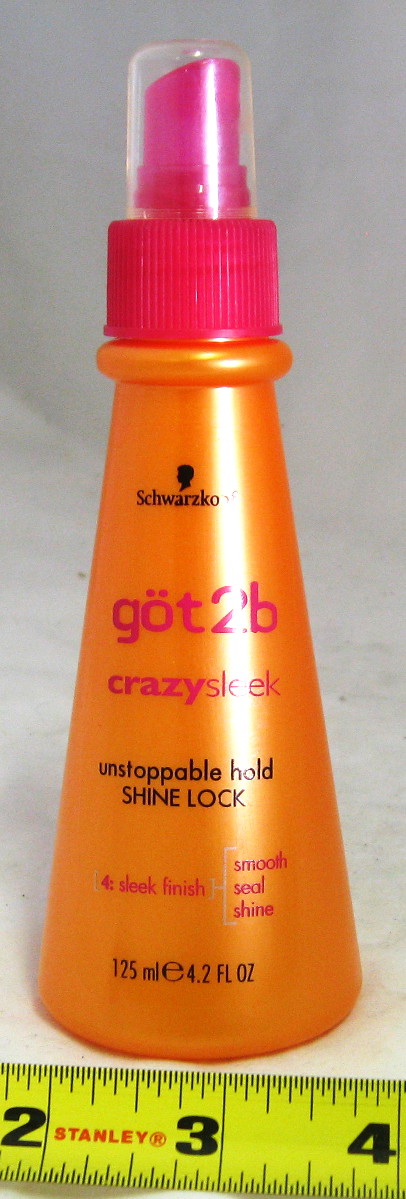 Schwarzko
göt2b
crazysleek
unstoppable hold
SHINE LOCK
4: sleek finish
smooth
seal
shine
125 ml℮4.2 FL OZ
2 STANLEY® 3 4